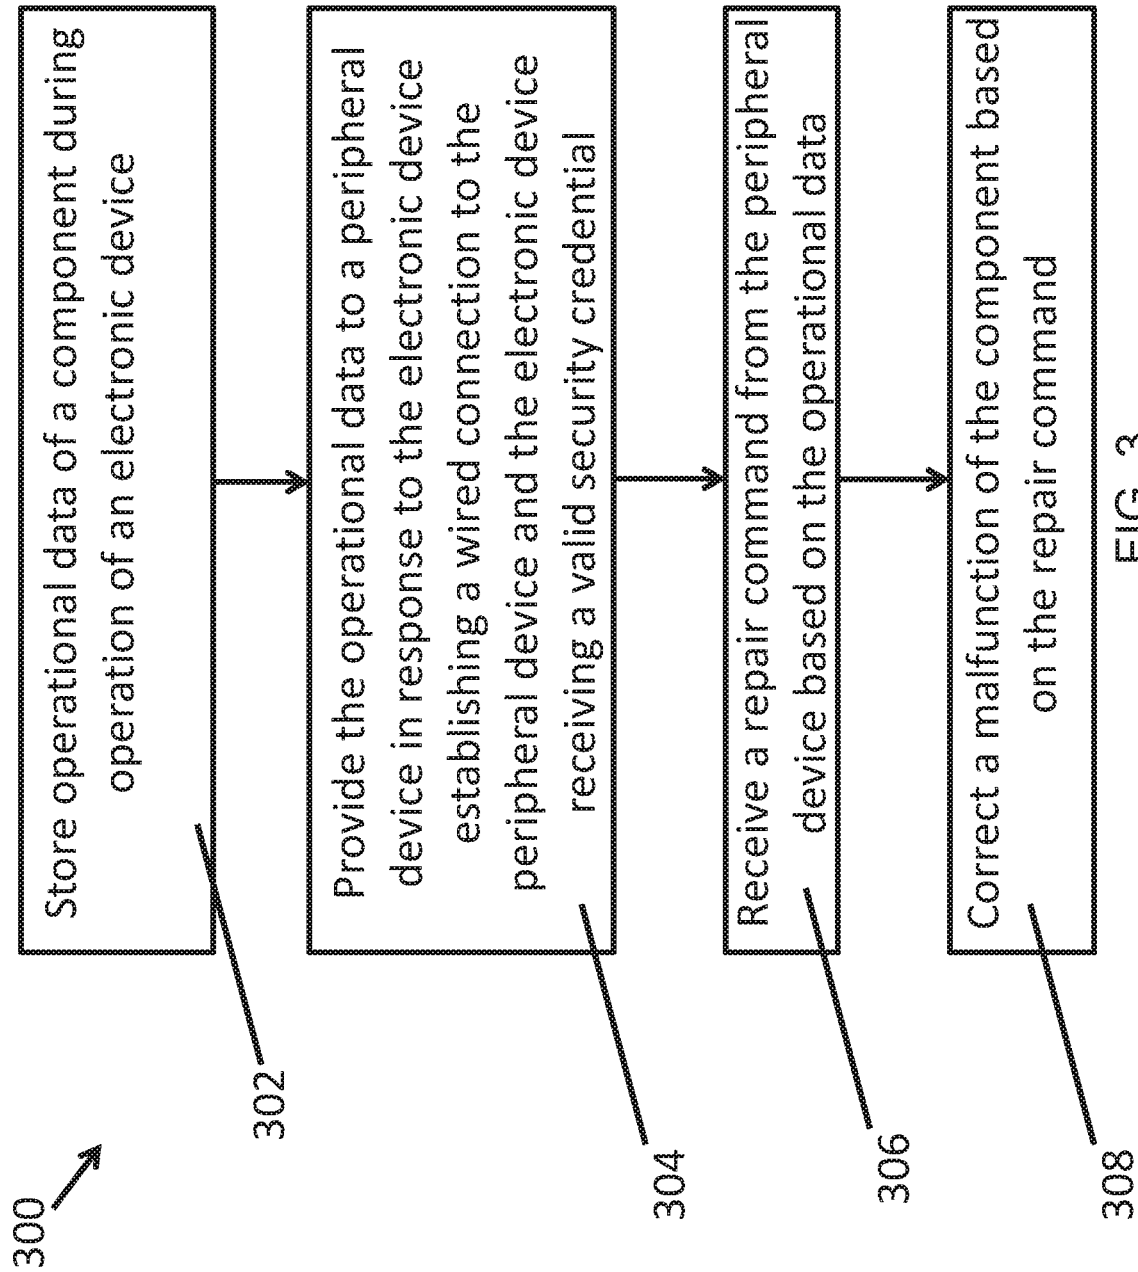 300
Store operational data of a component during
operation of an electronic device
302
Provide the operational data to a peripheral
device in response to the electronic device
establishing a wired connection to the
peripheral device and the electronic device
receiving a valid security credential
304
Receive a repair command from the peripheral
device based on the operational data
306
Correct a malfunction of the component based
on the repair command
308
FIG. 3